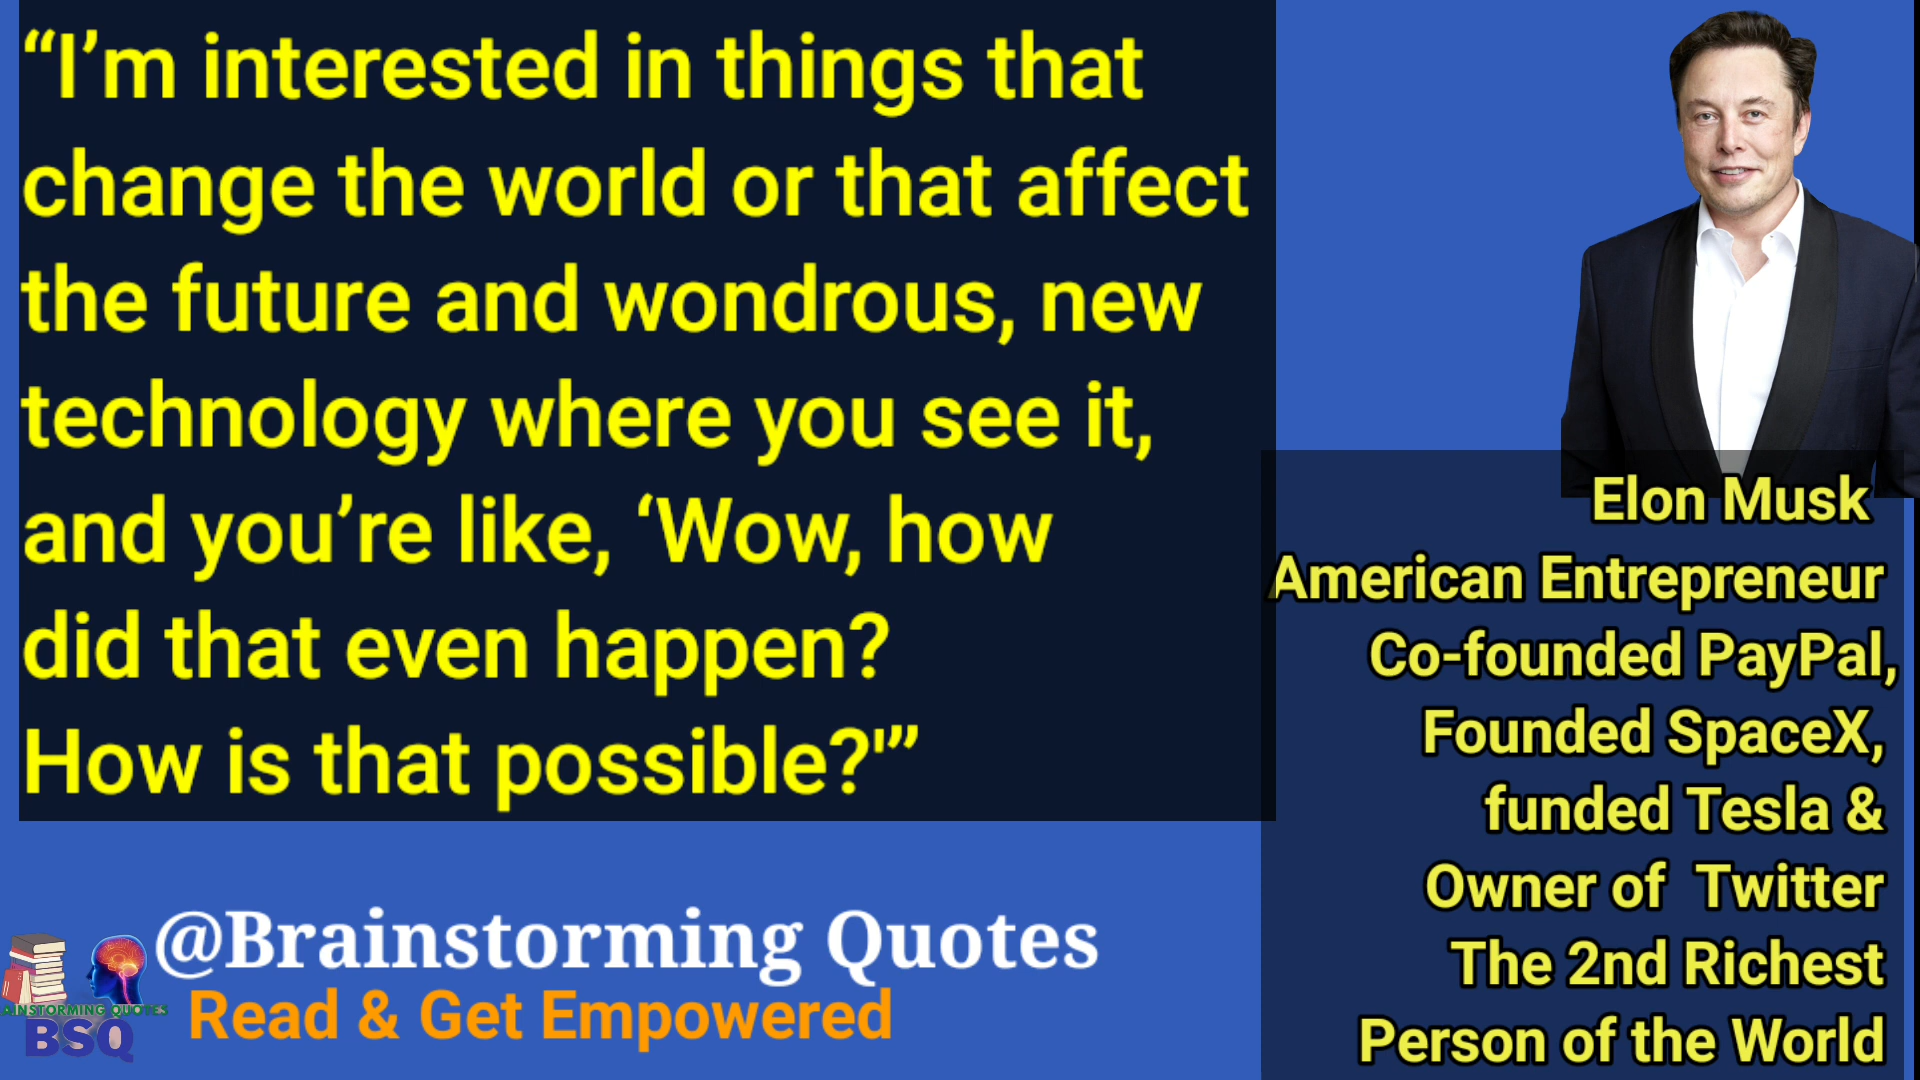 “I’m interested in things that
change the world or that affect
the future and wondrous, new
technology where you see it,
and you’re like, ‘Wow, how
did that even happen?
How is that possible?'”
Elon Musk
American Entrepreneur
Co-founded PayPal,
Founded SpaceX,
funded Tesla &
Owner of Twitter
The 2nd Richest
Person of the World
@Brainstorming Quotes
Read & Get Empowered
AINSTORMING QUOTES
BSQ